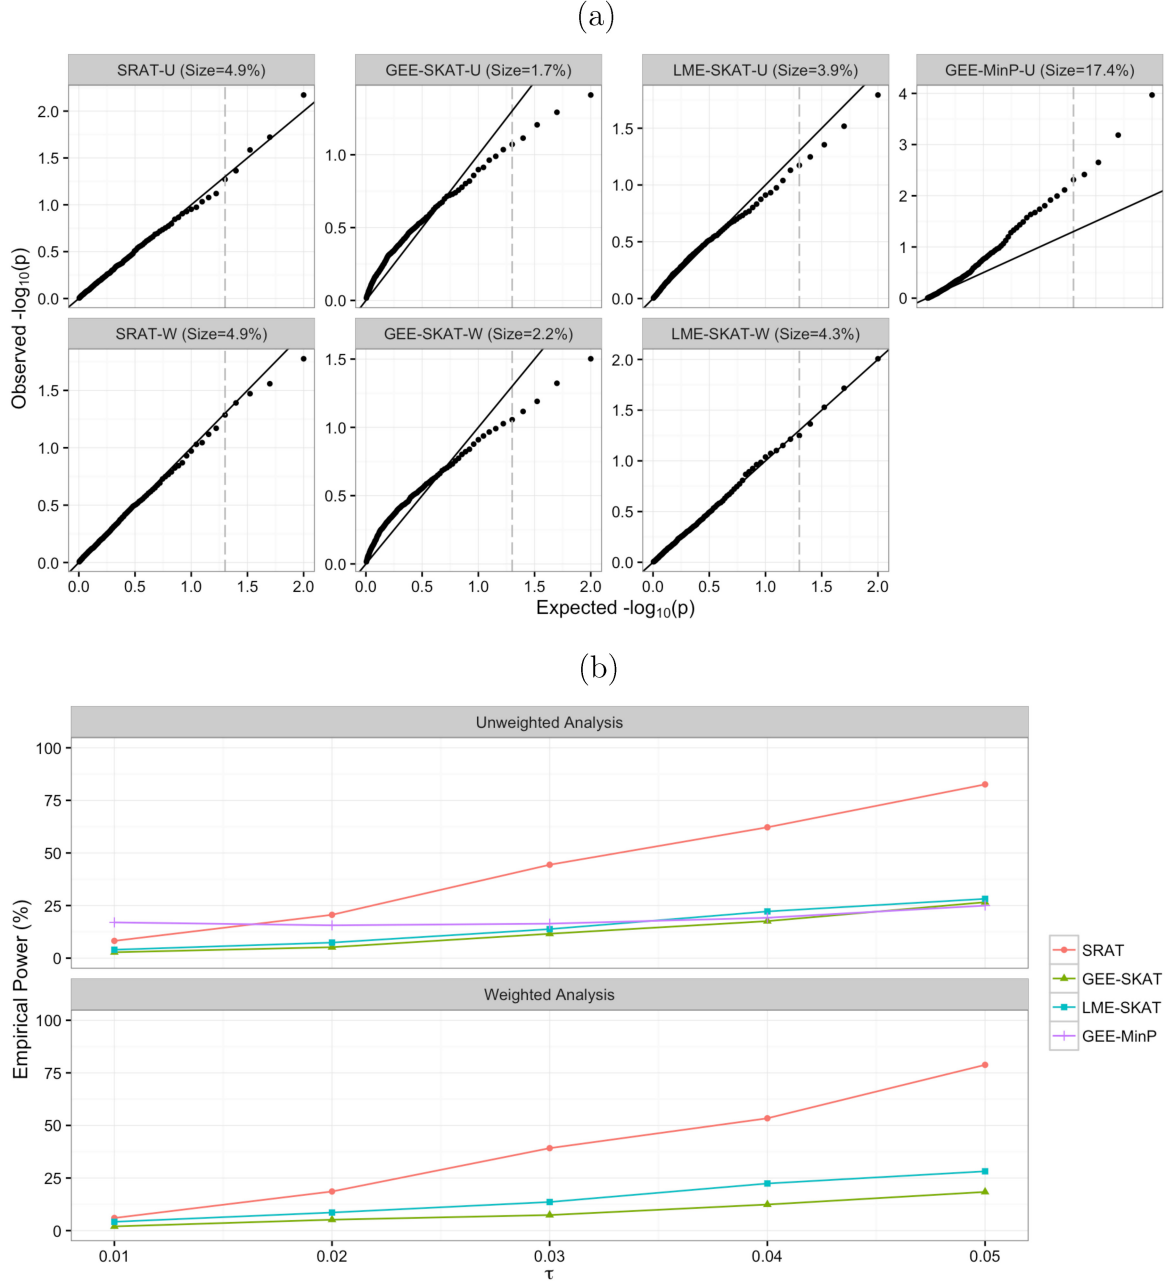 (a)
SRAT-U (Size=4.9%)
GEE-SKAT-U (Size=1.7%)
LME-SKAT-U (Size=3.9%)
GEE-MinP-U (Size=17.4%)
2.0
1.5
1.0
0.5
0.0
1.0
0.5
0.0
1.5
1.0
0.5
0.0
4
3
2
1
0
Observed -log10(p)
SRAT-W (Size=4.9%)
GEE-SKAT-W (Size=2.2%)
LME-SKAT-W (Size=4.3%)
1.5
1.0
0.5
0.0
1.5
1.0
0.5
0.0
2.0
1.5
1.0
0.5
0.0
0.0 0.5 1.0 1.5 2.0
0.0 0.5 1.0 1.5 2.0
0.0 0.5 1.0 1.5 2.0
Expected -log10(p)
(b)
Unweighted Analysis
100
75
50
25
0
Empirical Power (%)
Weighted Analysis
100
75
50
25
0
0.01 0.02 0.03 0.04 0.05
τ
SRAT
GEE-SKAT
LME-SKAT
GEE-MinP